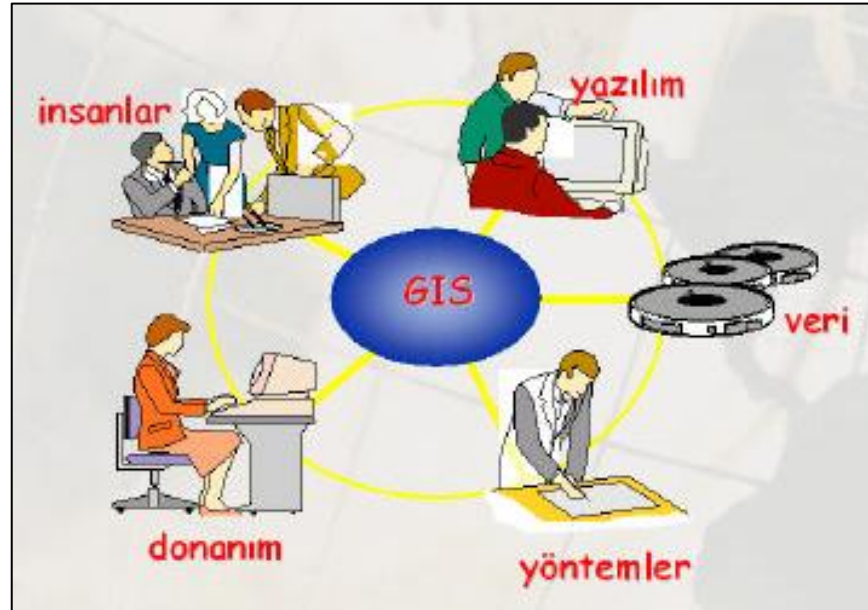 insanlar
yazılım
GIS
veri
donanım
yöntemler